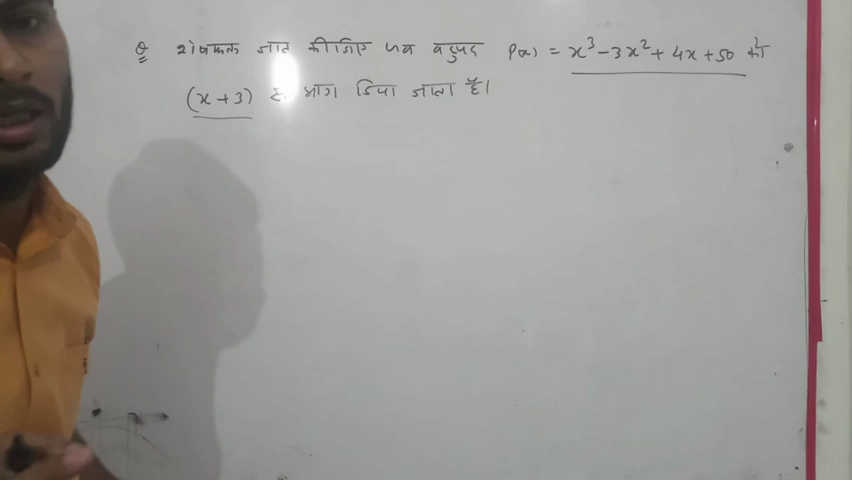 Q शेषफल ज्ञात कीजिए जब बहुपद P(x) = x³ - 3x² + 4x + 50 को
(x + 3) से भाग दिया जाता है।